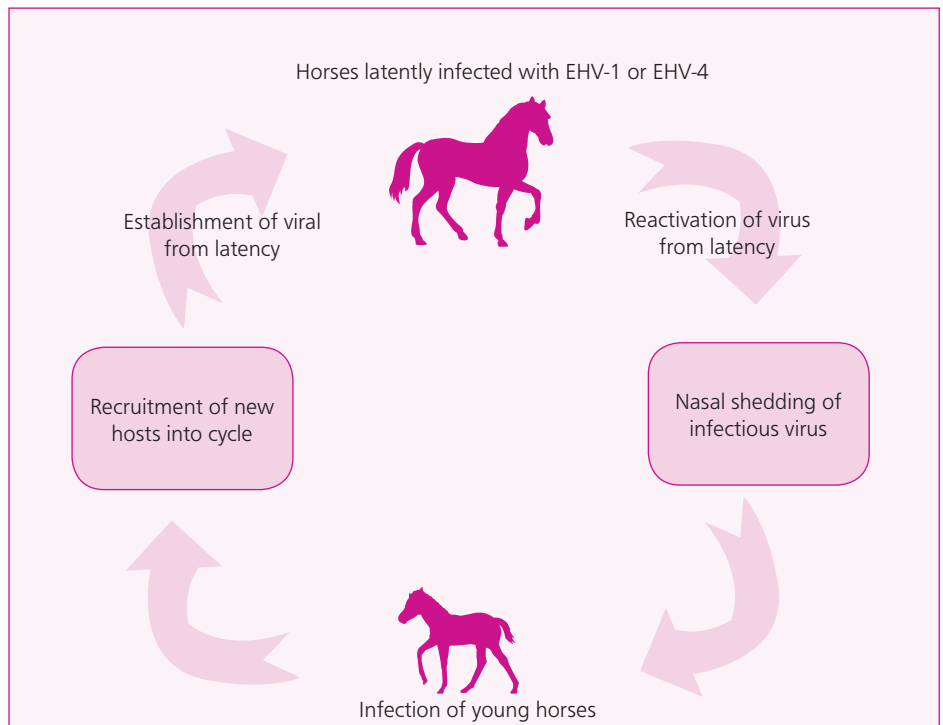 Horses latently infected with EHV-1 or EHV-4
Establishment of viral
from latency
Reactivation of virus
from latency
Recruitment of new
hosts into cycle
Nasal shedding of
infectious virus
Infection of young horses